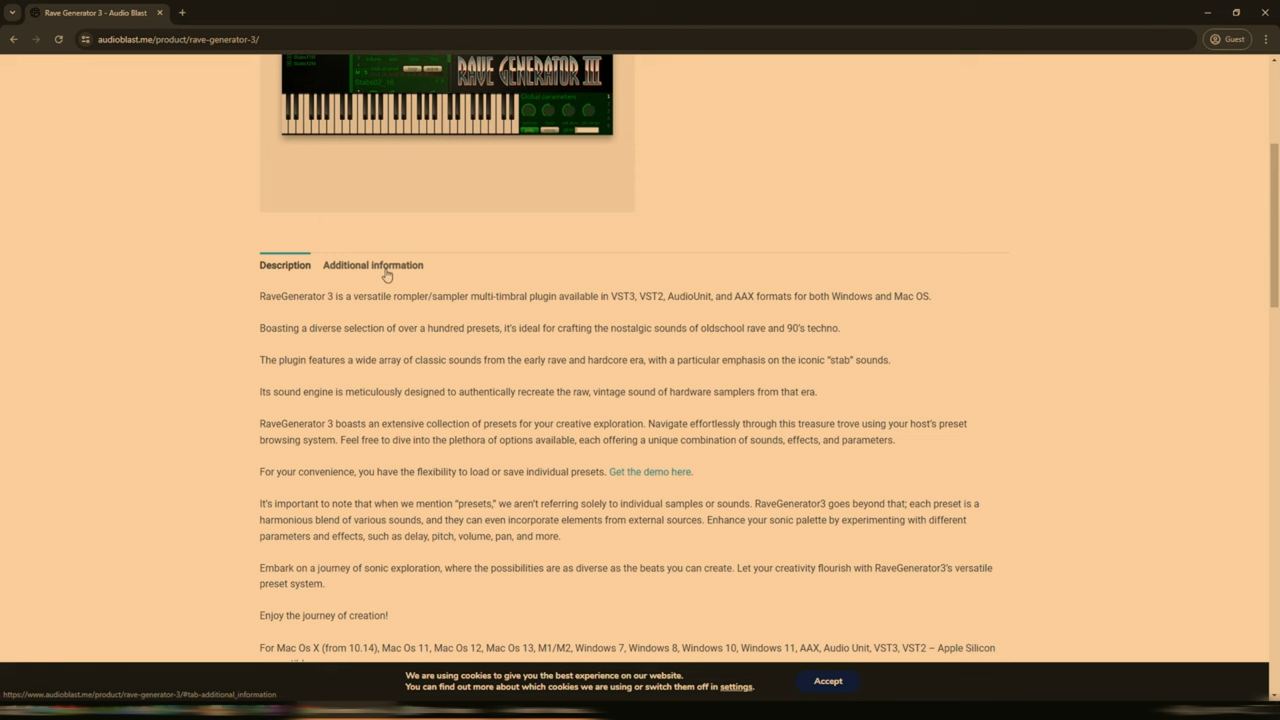 Rave Generator 3 - Audio Blast
audioblast.me/product/rave-generator-3/
Guest
RAVE GENERATOR III
Global parameters
Description
Additional information
RaveGenerator 3 is a versatile rompler/sampler multi-timbral plugin available in VST3, VST2, AudioUnit, and AAX formats for both Windows and Mac OS.
Boasting a diverse selection of over a hundred presets, it's ideal for crafting the nostalgic sounds of oldschool rave and 90's techno.
The plugin features a wide array of classic sounds from the early rave and hardcore era, with a particular emphasis on the iconic “stab” sounds.
Its sound engine is meticulously designed to authentically recreate the raw, vintage sound of hardware samplers from that era.
RaveGenerator 3 boasts an extensive collection of presets for your creative exploration. Navigate effortlessly through this treasure trove using your host's preset
browsing system. Feel free to dive into the plethora of options available, each offering a unique combination of sounds, effects, and parameters.
For your convenience, you have the flexibility to load or save individual presets. Get the demo here.
It's important to note that when we mention “presets,” we aren't referring solely to individual samples or sounds. RaveGenerator3 goes beyond that; each preset is a
harmonious blend of various sounds, and they can even incorporate elements from external sources. Enhance your sonic palette by experimenting with different
parameters and effects, such as delay, pitch, volume, pan, and more.
Embark on a journey of sonic exploration, where the possibilities are as diverse as the beats you can create. Let your creativity flourish with RaveGenerator3's versatile
preset system.
Enjoy the journey of creation!
For Mac Os X (from 10.14), Mac Os 11, Mac Os 12, Mac Os 13, M1/M2, Windows 7, Windows 8, Windows 10, Windows 11, AAX, Audio Unit, VST3, VST2 – Apple Silicon
We are using cookies to give you the best experience on our website.
You can find out more about which cookies we are using or switch them off in settings.
Accept
https://www.audioblast.me/product/rave-generator-3/#tab-additional_information